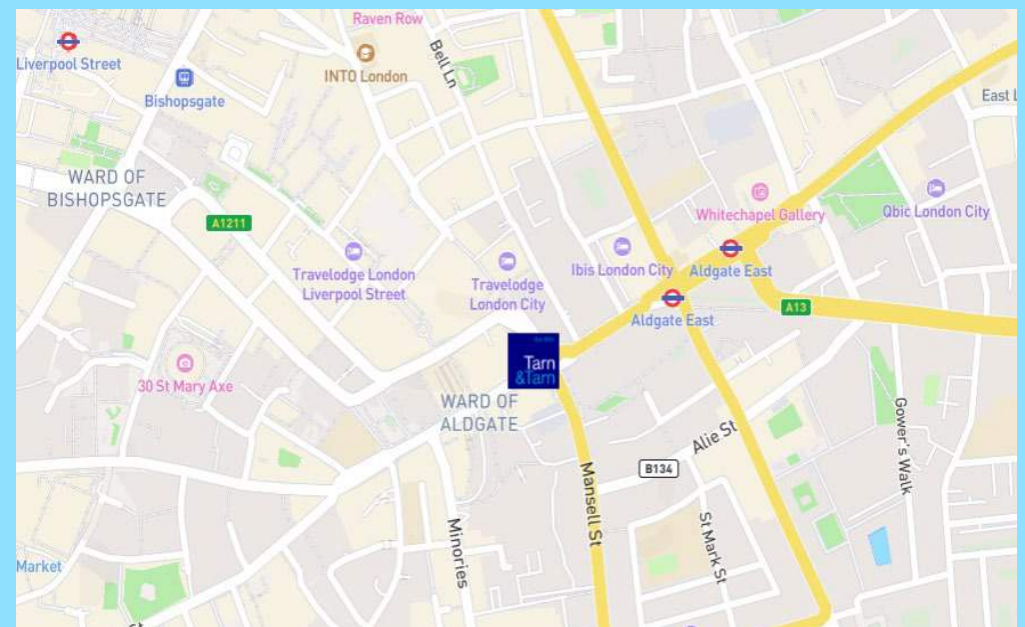 Raven Row
Liverpool Street
Bell Ln
INTO London
Bishopsgate
East L
WARD OF
BISHOPSGATE
Whitechapel Gallery
Qbic London City
A1211
Travelodge London
Liverpool Street
Travelodge
London City
Ibis London City
Aldgate East
Aldgate East
A13
Tarn
&Tarn
30 St Mary Axe
WARD OF
ALDGATE
Alie St
Gower's Walk
B134
Mansell St
St Mark St
Minories
Market
St